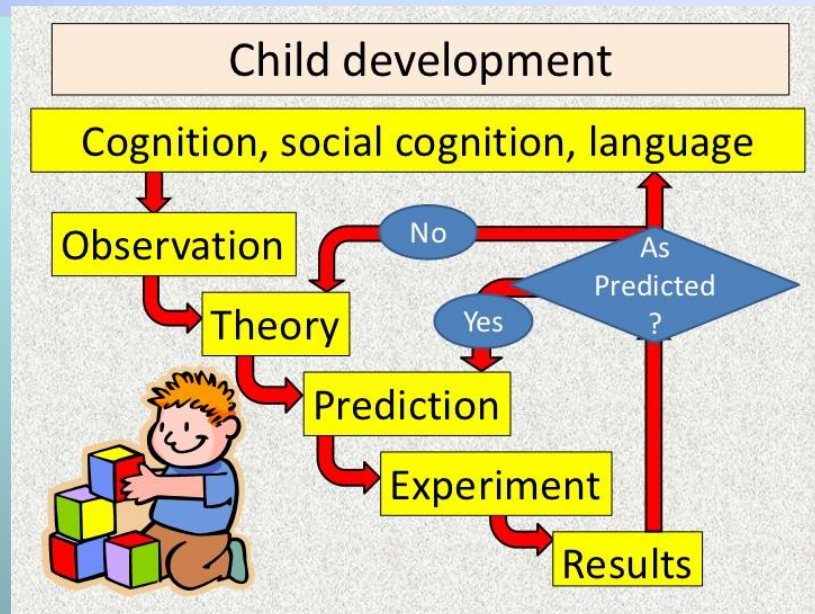 Child development
Cognition, social cognition, language
Observation
No
As
Predicted
?
Theory
Yes
Prediction
Experiment
Results